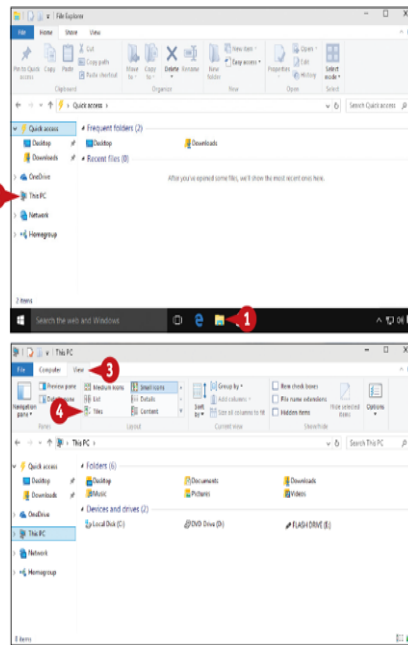 File Explorer
File Home Share View
Pin to Quick access
Copy
Paste
Cut
Copy path
Paste shortcut
Move to
Copy to
Delete
Rename
New folder
New item
Easy access
Properties
Open
Edit
History
Select
Clipboard Organize New Open Select
Quick access Search Quick access
Quick access
Desktop
Downloads
OneDrive
This PC
Network
Homegroup
Frequent folders (2)
Desktop Downloads
Recent files (0)
After you've opened some files, we'll show the most recent ones here.
2 items
Search the web and Windows
1
This PC
3
File Computer View
4
Navigation pane
Preview pane
Medium icons Small icons
List Details
Tiles Content
Sort by
Group by
Add columns
Size all columns to fit
Item check boxes
File name extensions
Hidden items
Hide selected items
Options
Panes Layout Current view Show/hide
This PC Search This PC
Quick access
Desktop
Downloads
OneDrive
This PC
Network
Homegroup
Folders (6)
Desktop Documents Downloads
Music Pictures Videos
Devices and drives (2)
Local Disk (C:) DVD Drive (D:) FLASH DRIVE (E:)
8 items